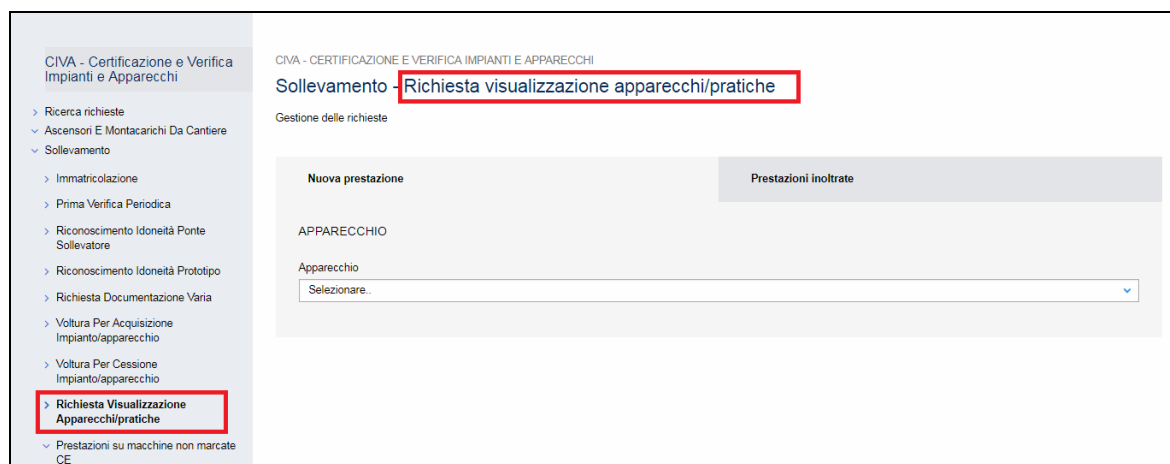 CIVA - Certificazione e Verifica
Impianti e Apparecchi
Ricerca richieste
Ascensori E Montacarichi Da Cantiere
Sollevamento
Immatricolazione
Prima Verifica Periodica
Riconoscimento Idoneità Ponte
Sollevatore
Riconoscimento Idoneità Prototipo
Richiesta Documentazione Varia
Voltura Per Acquisizione
Impianto/apparecchio
Voltura Per Cessione
Impianto/apparecchio
Richiesta Visualizzazione
Apparecchi/pratiche
Prestazioni su macchine non marcate
CE
CIVA - CERTIFICAZIONE E VERIFICA IMPIANTI E APPARECCHI
Sollevamento - Richiesta visualizzazione apparecchi/pratiche
Gestione delle richieste
Nuova prestazione
Prestazioni inoltrate
APPARECCHIO
Apparecchio
Selezionare..